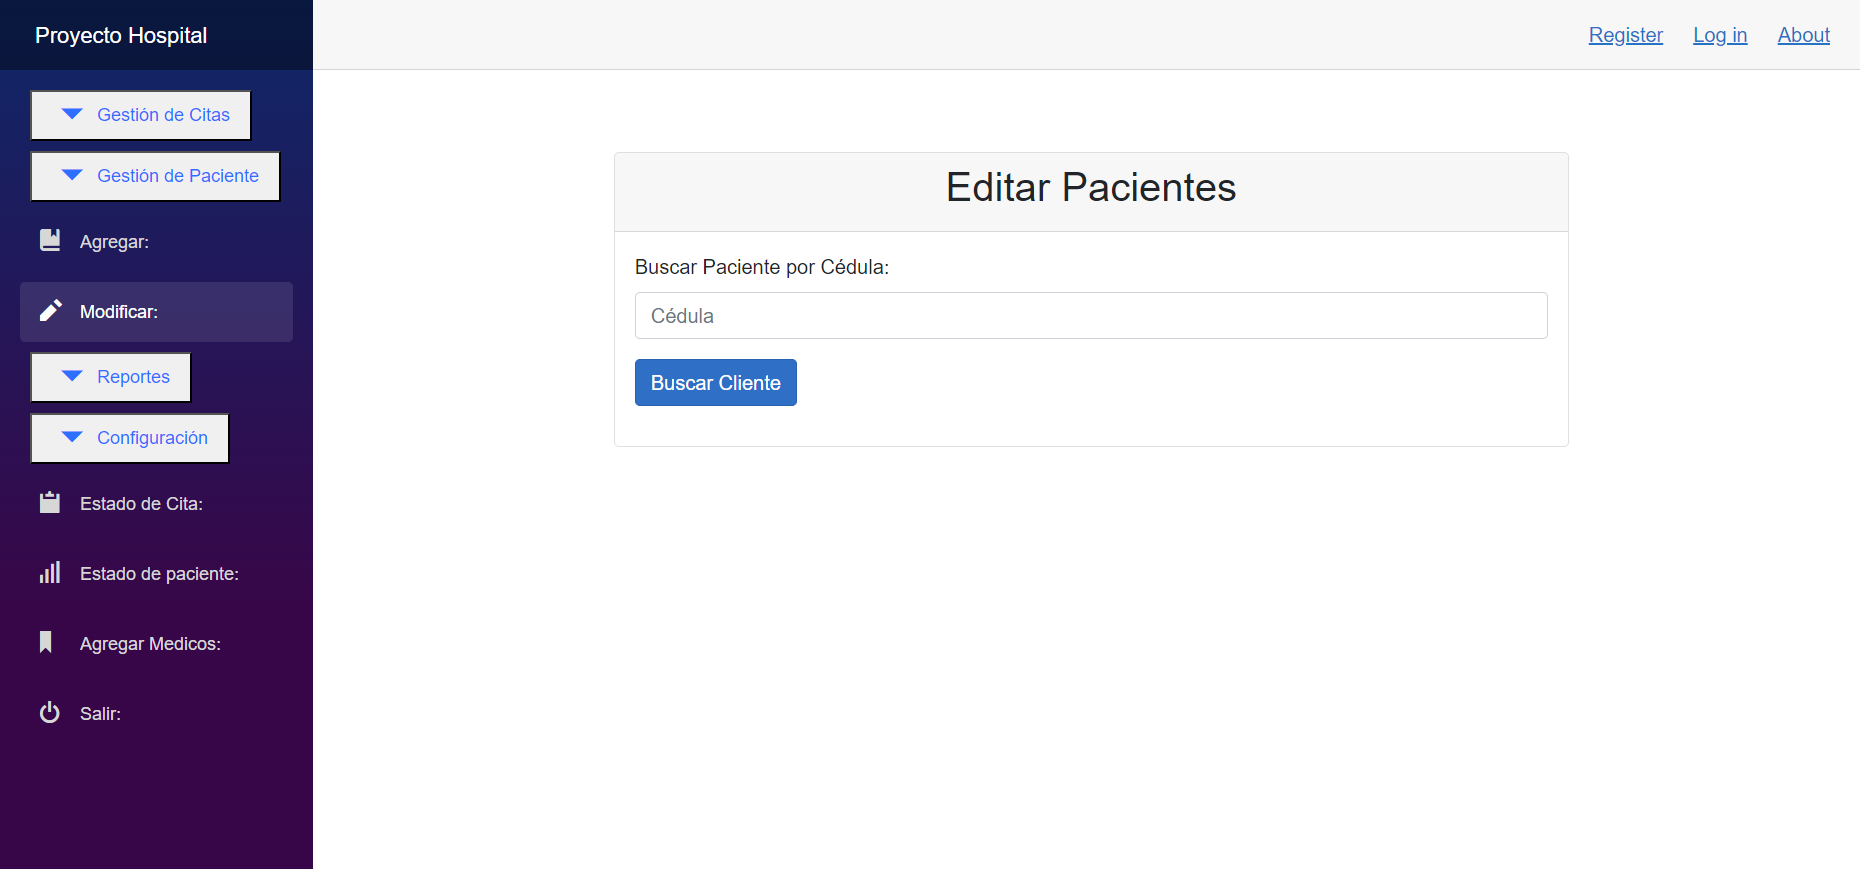 Proyecto Hospital
Register Log in About
Gestión de Citas
Gestión de Paciente
Agregar:
Modificar:
Reportes
Configuración
Estado de Cita:
Estado de paciente:
Agregar Medicos:
Salir:
Editar Pacientes
Buscar Paciente por Cédula:
Cédula
Buscar Cliente